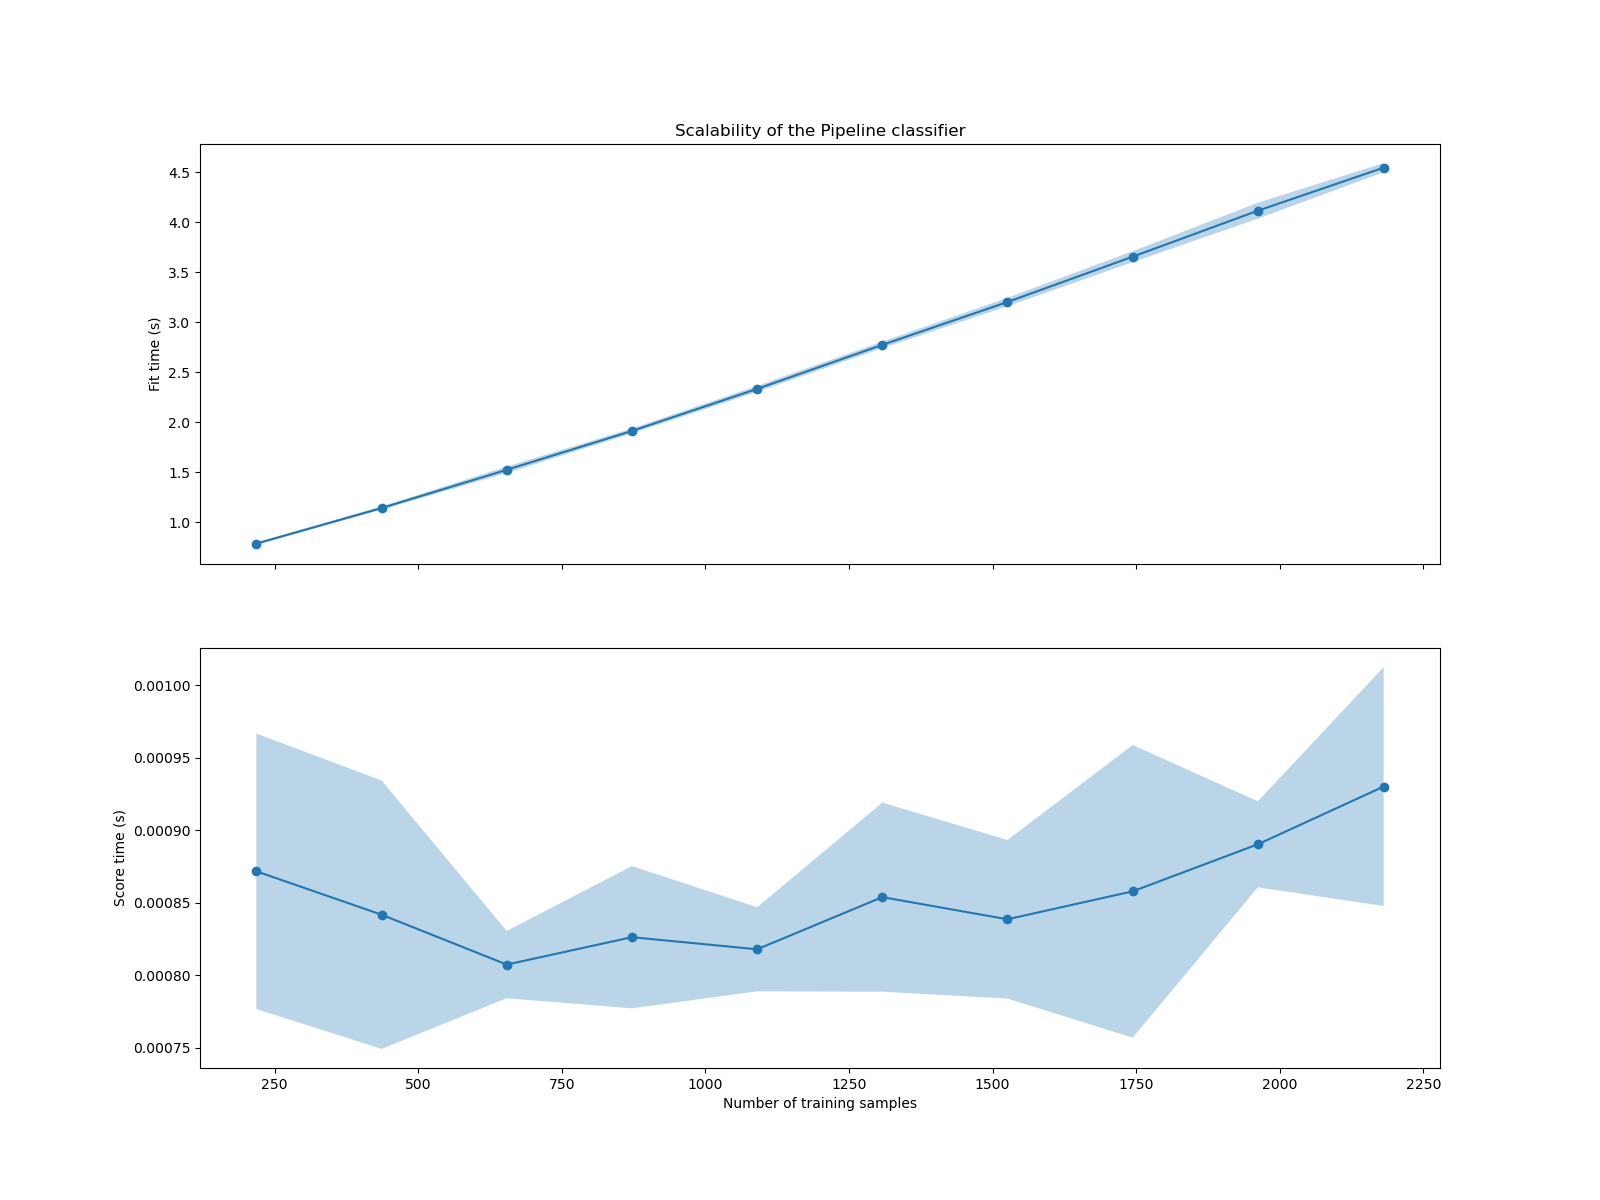 Scalability of the Pipeline classifier
4.5
4.0
3.5
3.0
2.5
2.0
1.5
1.0
Fit time (s)
0.00100
0.00095
0.00090
0.00085
0.00080
0.00075
Score time (s)
250 500 750 1000 1250 1500 1750 2000 2250
Number of training samples